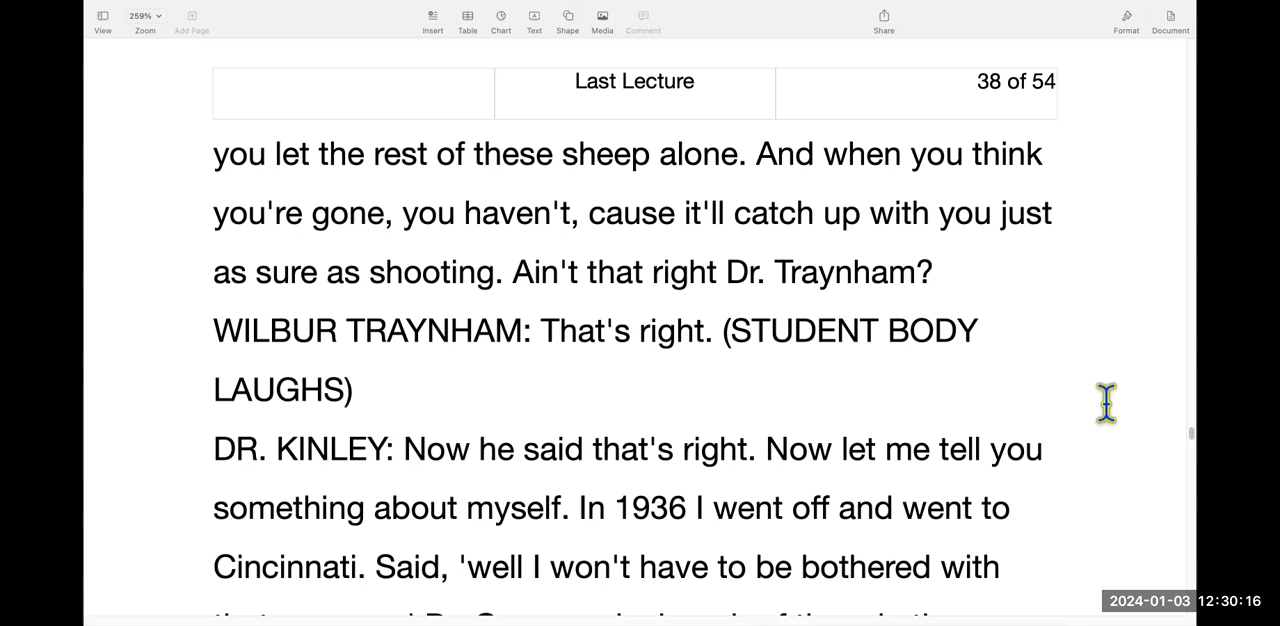 259%
View
Zoom
Add Page
Insert
Table
Chart
Text
Shape
Media
Comment
Share
Format
Document
Last Lecture
38 of 54
you let the rest of these sheep alone. And when you think
you're gone, you haven't, cause it'll catch up with you just
as sure as shooting. Ain't that right Dr. Traynham?
WILBUR TRAYNHAM: That's right. (STUDENT BODY
LAUGHS)
DR. KINLEY: Now he said that's right. Now let me tell you
something about myself. In 1936 I went off and went to
Cincinnati. Said, 'well I won't have to be bothered with
2024-01-03 12:30:16